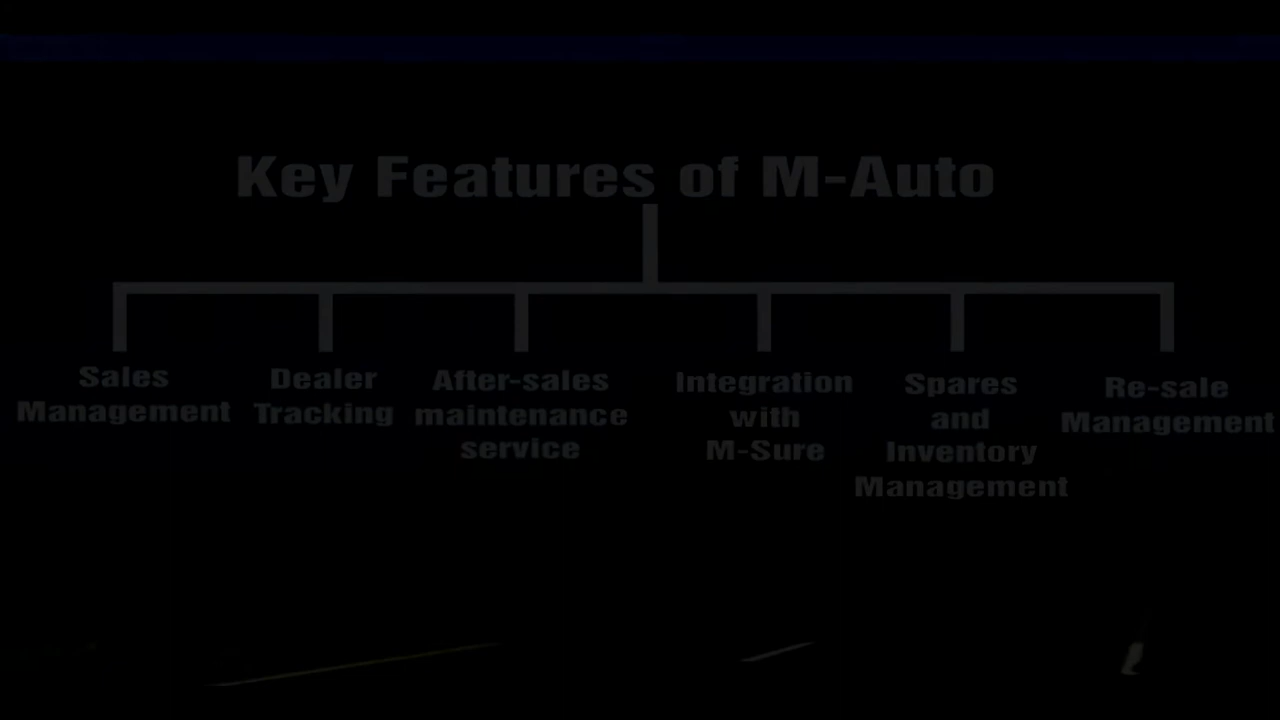 Key Features of M-Auto
Sales
Management
Dealer
Tracking
After-sales
maintenance
service
Integration
with
M-Sure
Spares
and
Inventory
Management
Re-sale
Management